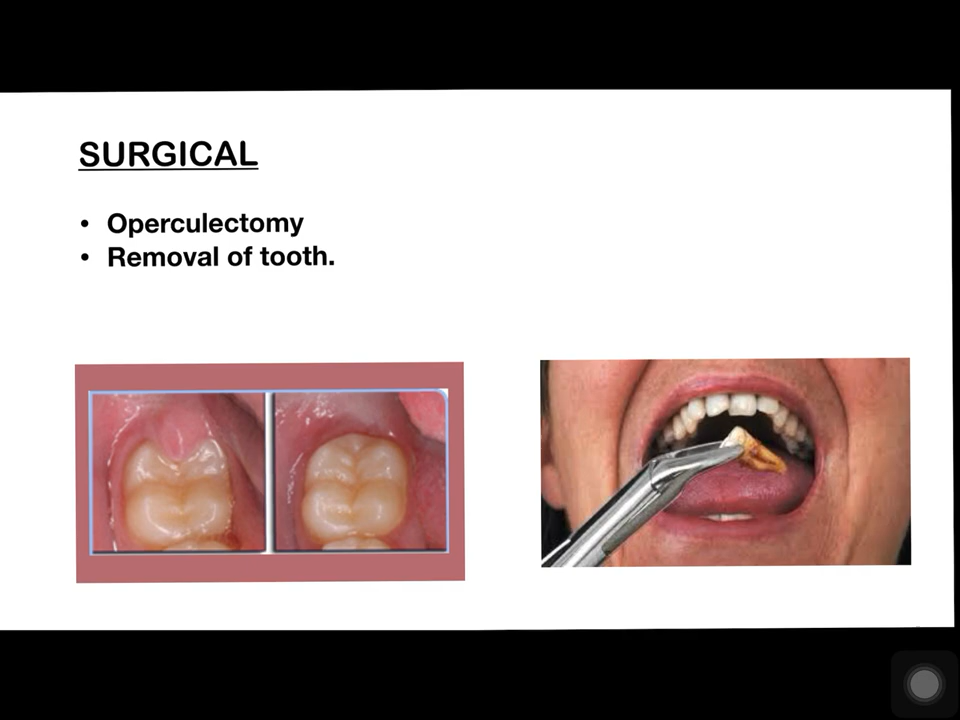 SURGICAL
• Operculectomy
• Removal of tooth.